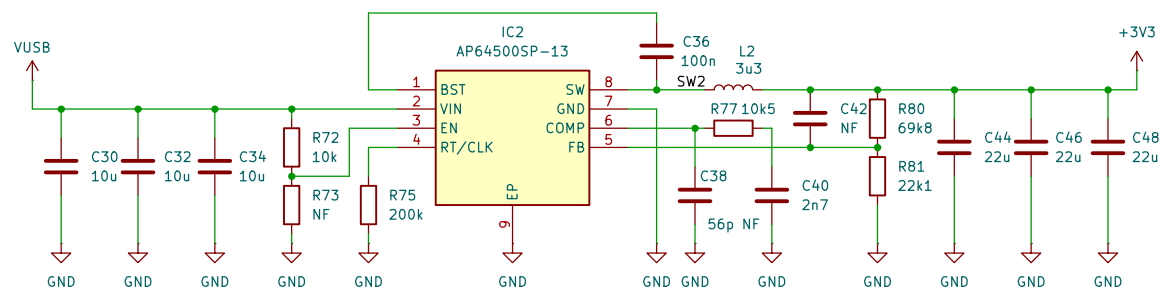 VUSB
IC2
AP64500SP-13
C36
100n
L2
3u3
+3V3
1
BST
SW
8
SW2
2
VIN
GND
7
3
EN
COMP
6
4
RT/CLK
FB
5
EP
9
C30
10u
C32
10u
C34
10u
R72
10k
R73
NF
R75
200k
R77
10k5
C42
NF
R80
69k8
R81
22k1
C38
56p NF
C40
2n7
C44
22u
C46
22u
C48
22u
GND
GND
GND
GND
GND
GND
GND
GND
GND
GND
GND
GND
GND